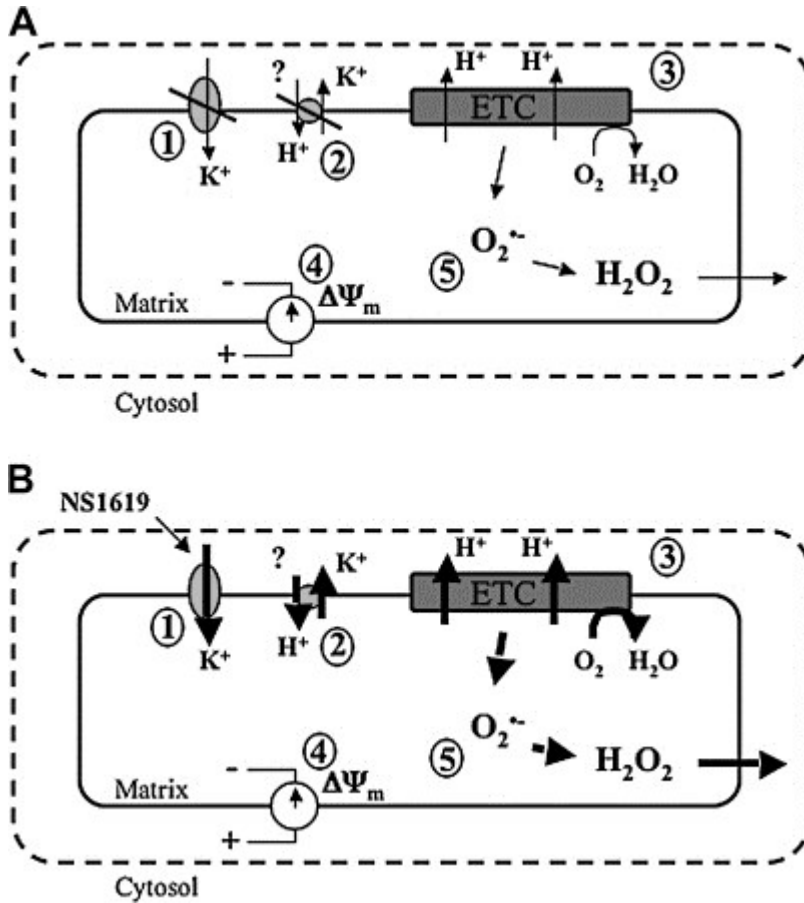 A
? K⁺ H⁺ H⁺ ③
ETC
① H⁺ ②
K⁺ O₂ H₂O
O₂•-
④ ⑤ H₂O₂
-
Matrix ΔΨm
+
Cytosol
B
NS1619
? K⁺ H⁺ H⁺ ③
ETC
① H⁺ ②
K⁺ O₂ H₂O
O₂•-
④ ⑤ H₂O₂
-
Matrix ΔΨm
+
Cytosol